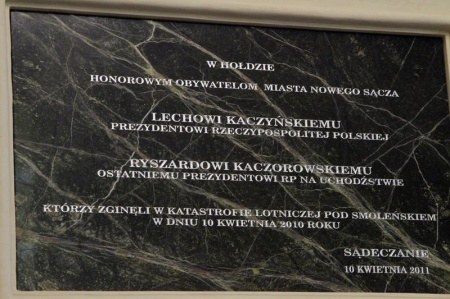 W HOŁDZIE
HONOROWYM OBYWATELOM MIASTA NOWEGO SĄCZA
LECHOWI KACZYŃSKIEMU
PREZYDENTOWI RZECZYPOSPOLITEJ POLSKIEJ
RYSZARDOWI KACZOROWSKIEMU
OSTATNIEMU PREZYDENTOWI RP NA UCHODŹSTWIE
KTÓRZY ZGINĘLI W KATASTROFIE LOTNICZEJ POD SMOLEŃSKIEM
W DNIU 10 KWIETNIA 2010 ROKU
SĄDECZANIE
10 KWIETNIA 2011